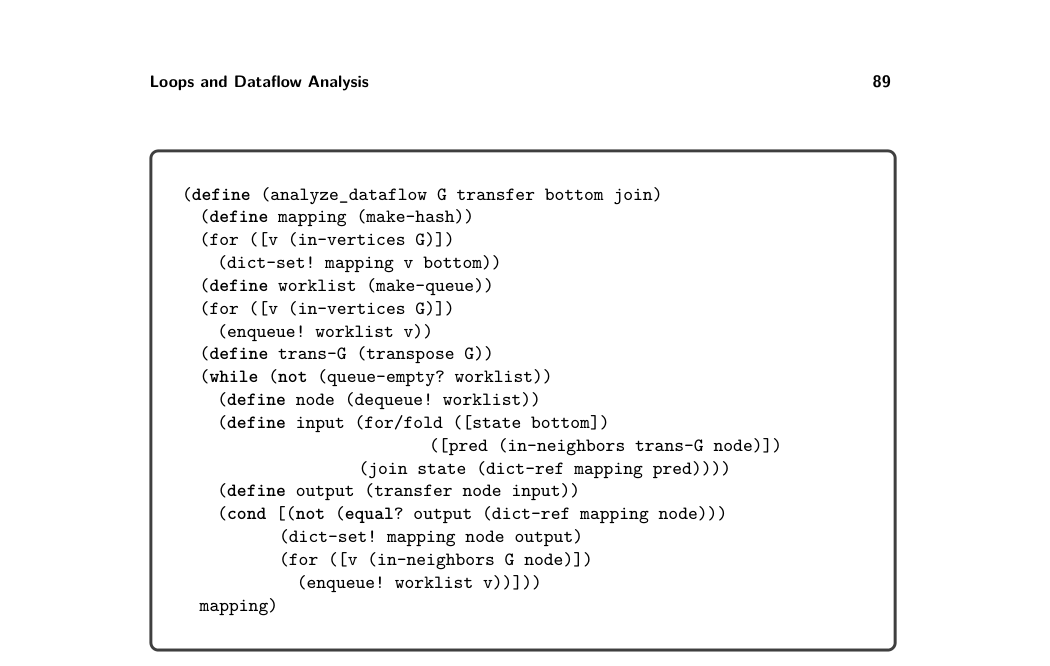 Loops and Dataflow Analysis 89
(define (analyze_dataflow G transfer bottom join)
  (define mapping (make-hash))
  (for ([v (in-vertices G)])
    (dict-set! mapping v bottom))
  (define worklist (make-queue))
  (for ([v (in-vertices G)])
    (enqueue! worklist v))
  (define trans-G (transpose G))
  (while (not (queue-empty? worklist))
    (define node (dequeue! worklist))
    (define input (for/fold ([state bottom])
                            ([pred (in-neighbors trans-G node)])
                    (join state (dict-ref mapping pred))))
    (define output (transfer node input))
    (cond [(not (equal? output (dict-ref mapping node)))
           (dict-set! mapping node output)
           (for ([v (in-neighbors G node)])
             (enqueue! worklist v))]))
  mapping)